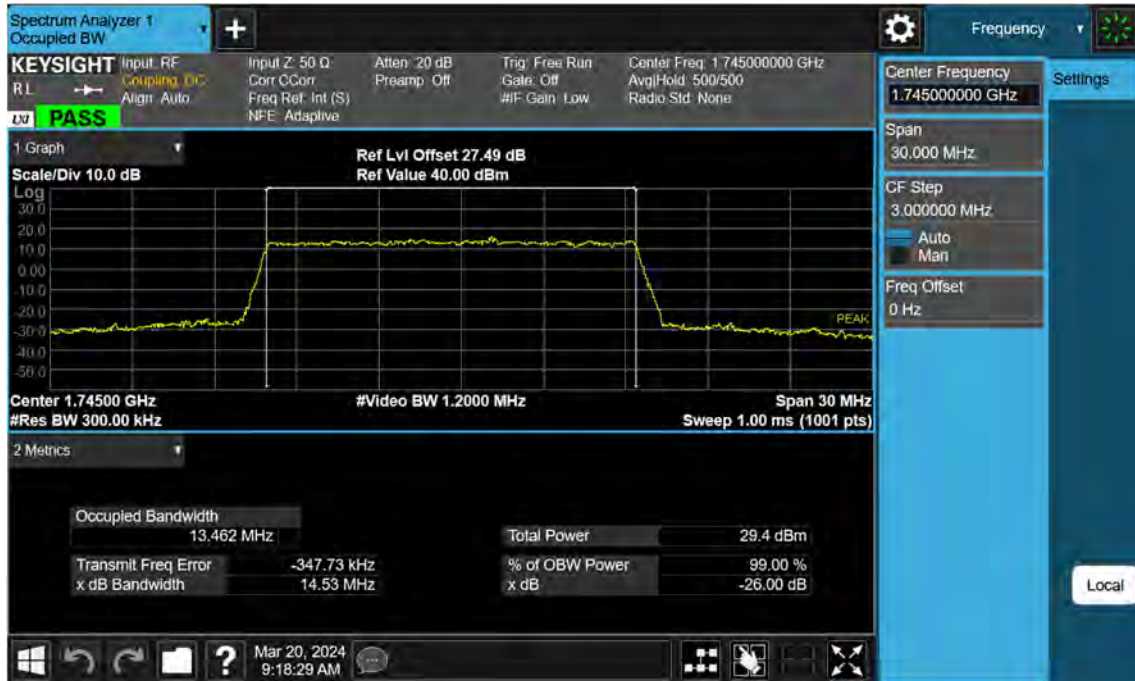 Spectrum Analyzer 1
Occupied BW
+
Frequency
KEYSIGHT Input: RF Input Z: 50 Ω Atten: 20 dB Trig: Free Run Center Freq: 1.745000000 GHz
R L Coupling: DC Corr CCorr Preamp: Off Gate: Off Avg|Hold: 500/500
Align: Auto Freq Ref: Int (S) #IF Gain: Low Radio Std: None
LXI PASS NFE: Adaptive
Center Frequency
1.745000000 GHz
Settings
Span
30.000 MHz
CF Step
3.000000 MHz
Auto
Man
Freq Offset
0 Hz
Local
1 Graph
Ref Lvl Offset 27.49 dB
Scale/Div 10.0 dB Ref Value 40.00 dBm
Log
30.0
20.0
10.0
0.00
-10.0
-20.0
-30.0
-40.0
-50.0
PEAK
Center 1.74500 GHz #Video BW 1.2000 MHz Span 30 MHz
#Res BW 300.00 kHz Sweep 1.00 ms (1001 pts)
2 Metrics
Occupied Bandwidth
13.462 MHz
Total Power 29.4 dBm
Transmit Freq Error -347.73 kHz % of OBW Power 99.00 %
x dB Bandwidth 14.53 MHz x dB -26.00 dB
?
Mar 20, 2024
9:18:29 AM